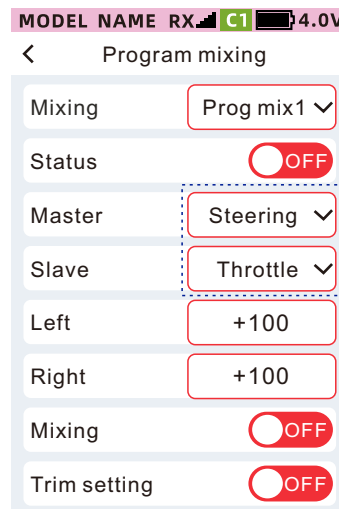 MODEL NAME RX C1 4.0V
Program mixing
Mixing Prog mix1
Status OFF
Master Steering
Slave Throttle
Left +100
Right +100
Mixing OFF
Trim setting OFF